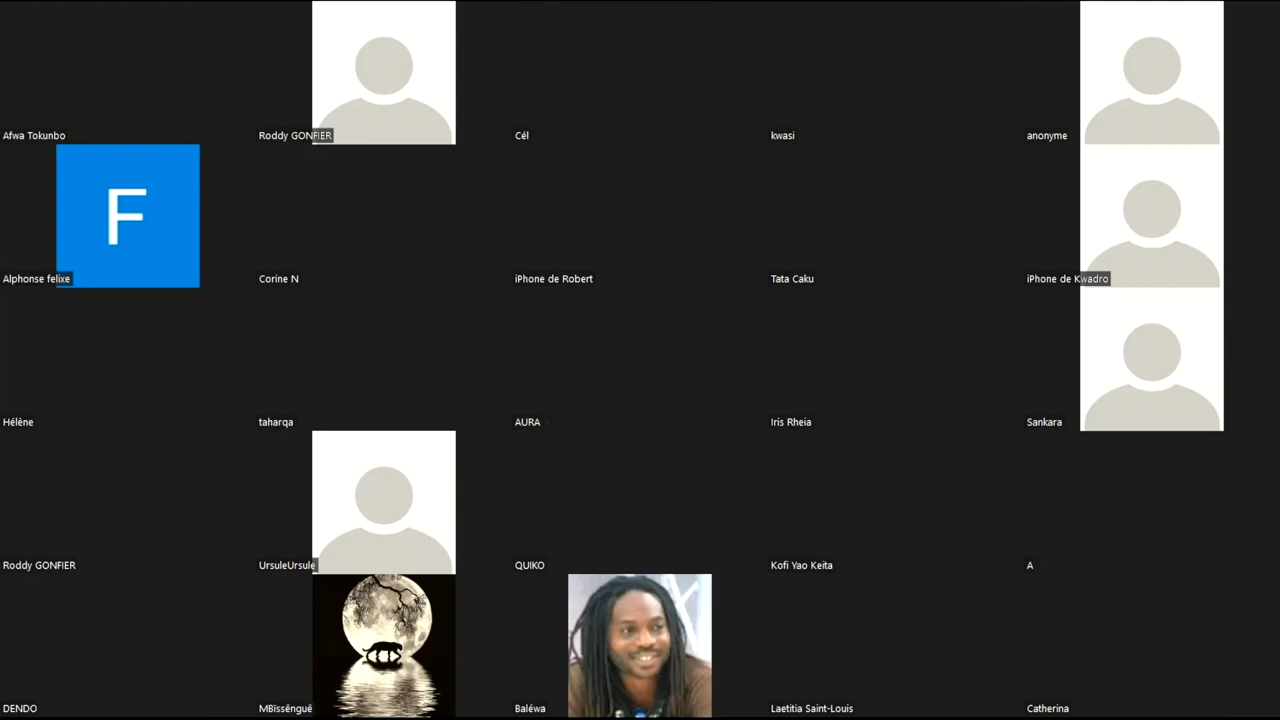 Afwa Tokunbo
Roddy GONFIER
Cél
kwasi
anonyme
F
Alphonse felixe
Corine N
iPhone de Robert
Tata Caku
iPhone de Kwadro
Hélène
taharqa
AURA
Iris Rheia
Sankara
Roddy GONFIER
UrsuleUrsule
QUIKO
Kofi Yao Keita
A
DENDO
MBïssênguê
Baléwa
Laetitia Saint-Louis
Catherina